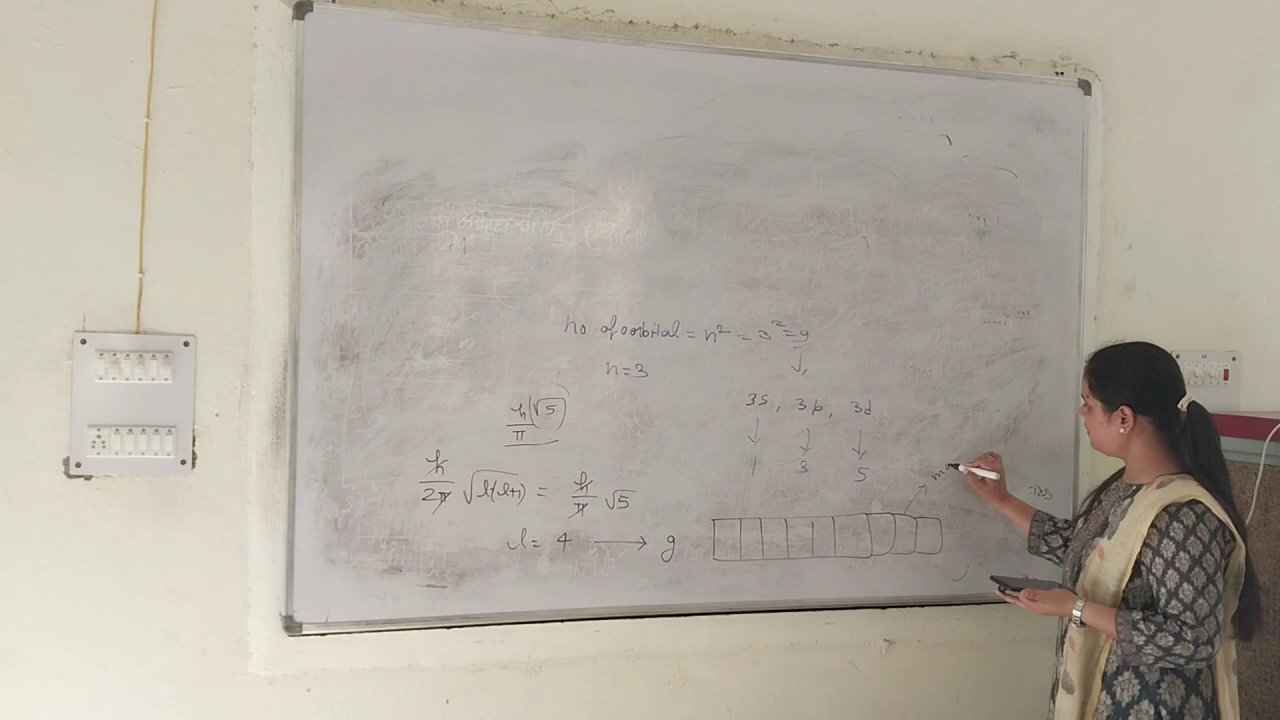 no of orbital = n² = 3² = 9
n=3
3s, 3p, 3d
1 3 5
h/π √5
h/2π √l(l+1) = h/π √5
l = 4 ⟶ g
m